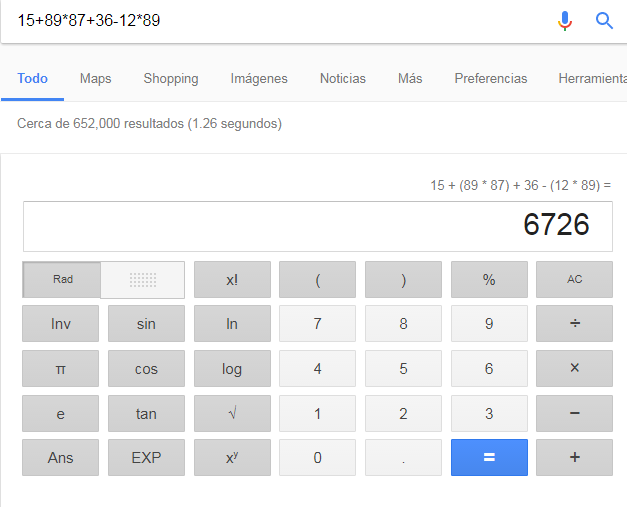 15+89*87+36-12*89
Todo Maps Shopping Imágenes Noticias Más Preferencias Herramienta
Cerca de 652,000 resultados (1.26 segundos)
15 + (89 * 87) + 36 - (12 * 89) =
6726
Rad x! ( ) % AC
Inv sin ln 7 8 9 ÷
π cos log 4 5 6 ×
e tan √ 1 2 3 −
Ans EXP xʸ 0 . = +